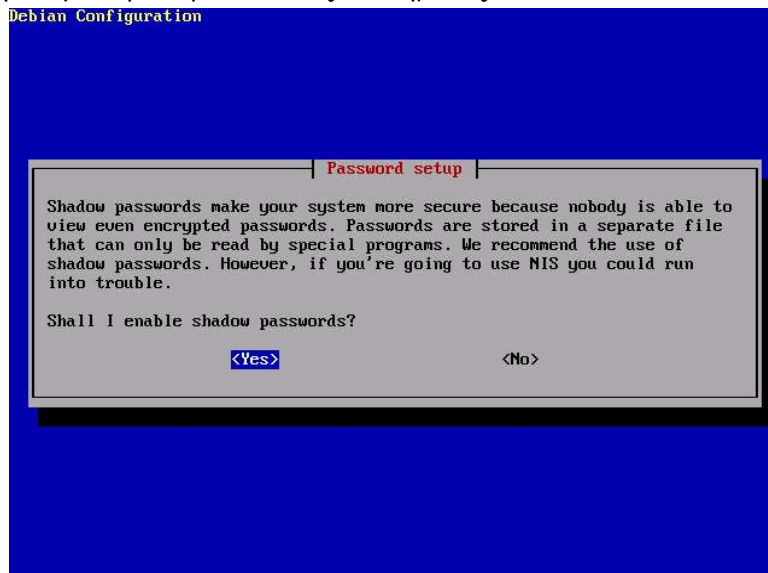 Debian Configuration
Password setup
Shadow passwords make your system more secure because nobody is able to
view even encrypted passwords. Passwords are stored in a separate file
that can only be read by special programs. We recommend the use of
shadow passwords. However, if you're going to use NIS you could run
into trouble.
Shall I enable shadow passwords?
<Yes> <No>